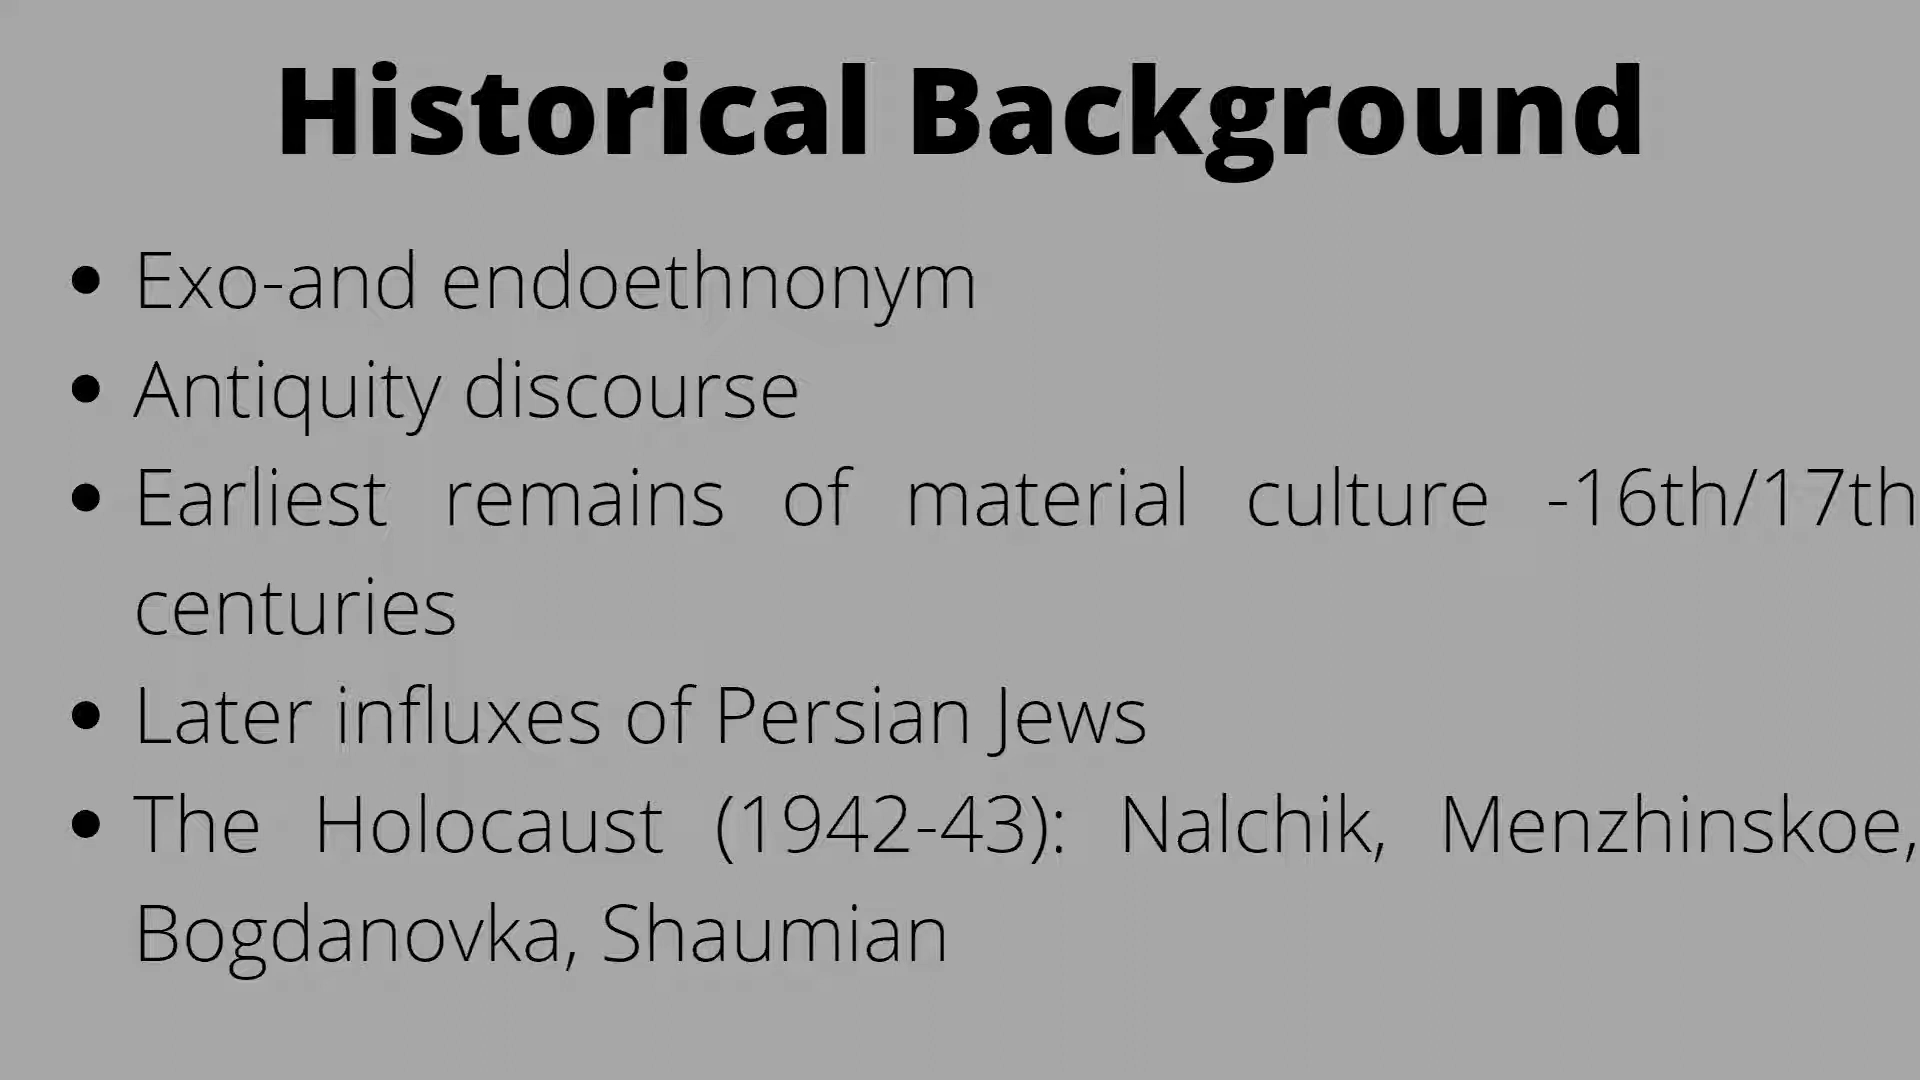 Historical Background
• Exo-and endoethnonym
• Antiquity discourse
• Earliest remains of material culture -16th/17th
centuries
• Later influxes of Persian Jews
• The Holocaust (1942-43): Nalchik, Menzhinskoe,
Bogdanovka, Shaumian